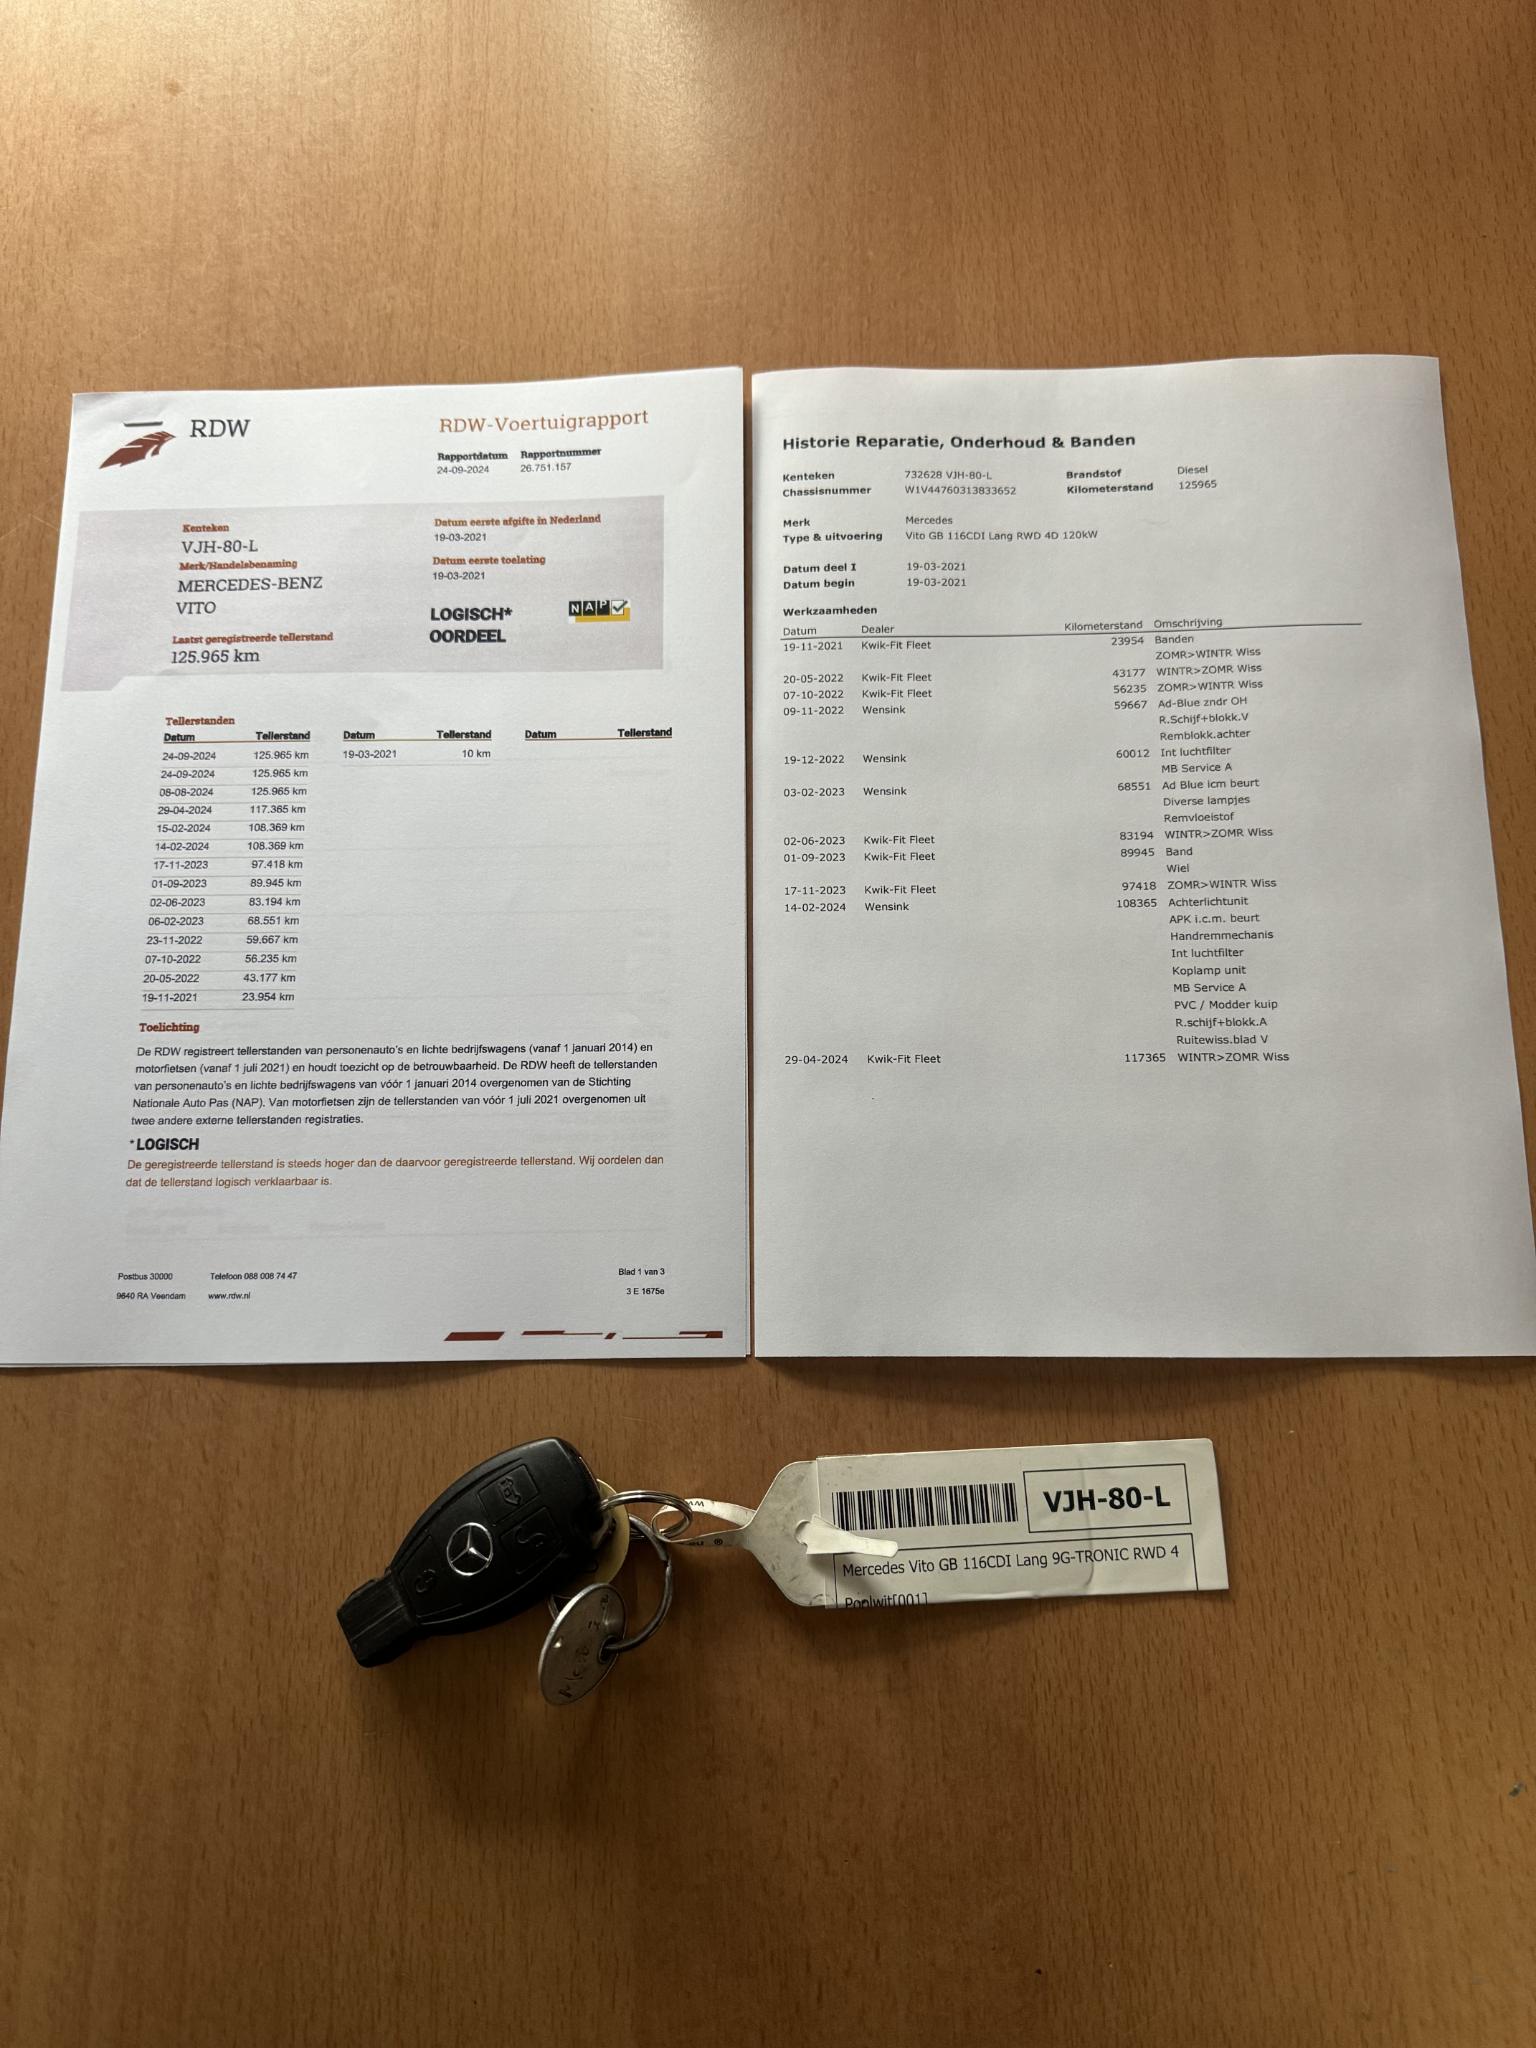 RDW
RDW-Voertuigrapport
Rapportdatum Rapportnummer
24-09-2024 26.751.157
Kenteken
VJH-80-L
Merk/Handelsbenaming
MERCEDES-BENZ
VITO
Laatst geregistreerde tellerstand
125.965 km
Datum eerste afgifte in Nederland
19-03-2021
Datum eerste toelating
19-03-2021
LOGISCH*
OORDEEL
NAP
Tellerstanden
Datum Tellerstand Datum Tellerstand Datum Tellerstand
24-09-2024 125.965 km 19-03-2021 10 km
24-09-2024 125.965 km
08-08-2024 125.965 km
29-04-2024 117.365 km
15-02-2024 108.369 km
14-02-2024 108.369 km
17-11-2023 97.418 km
01-09-2023 89.945 km
02-06-2023 83.194 km
06-02-2023 68.551 km
23-11-2022 59.667 km
07-10-2022 56.235 km
20-05-2022 43.177 km
19-11-2021 23.954 km
Toelichting
De RDW registreert tellerstanden van personenauto's en lichte bedrijfswagens (vanaf 1 januari 2014) en
motorfietsen (vanaf 1 juli 2021) en houdt toezicht op de betrouwbaarheid. De RDW heeft de tellerstanden
van personenauto's en lichte bedrijfswagens van vóór 1 januari 2014 overgenomen van de Stichting
Nationale Auto Pas (NAP). Van motorfietsen zijn de tellerstanden van vóór 1 juli 2021 overgenomen uit
twee andere externe tellerstanden registraties.
*LOGISCH
De geregistreerde tellerstand is steeds hoger dan de daarvoor geregistreerde tellerstand. Wij oordelen dan
dat de tellerstand logisch verklaarbaar is.
Postbus 30000 Telefoon 088 008 74 47 Blad 1 van 3
9640 RA Veendam www.rdw.nl 3 E 1675e
Historie Reparatie, Onderhoud & Banden
Kenteken 732628 VJH-80-L Brandstof Diesel
Chassisnummer W1V44760313833652 Kilometerstand 125965
Merk Mercedes
Type & uitvoering Vito GB 116CDI Lang RWD 4D 120kW
Datum deel I 19-03-2021
Datum begin 19-03-2021
Werkzaamheden
Datum Dealer Kilometerstand Omschrijving
19-11-2021 Kwik-Fit Fleet 23954 Banden
ZOMR>WINTR Wiss
20-05-2022 Kwik-Fit Fleet 43177 WINTR>ZOMR Wiss
07-10-2022 Kwik-Fit Fleet 56235 ZOMR>WINTR Wiss
09-11-2022 Wensink 59667 Ad-Blue zndr OH
R.Schijf+blokk.V
Remblokk.achter
19-12-2022 Wensink 60012 Int luchtfilter
MB Service A
03-02-2023 Wensink 68551 Ad Blue icm beurt
Diverse lampjes
Remvloeistof
02-06-2023 Kwik-Fit Fleet 83194 WINTR>ZOMR Wiss
01-09-2023 Kwik-Fit Fleet 89945 Band
Wiel
17-11-2023 Kwik-Fit Fleet 97418 ZOMR>WINTR Wiss
14-02-2024 Wensink 108365 Achterlichtunit
APK i.c.m. beurt
Handremmechanis
Int luchtfilter
Koplamp unit
MB Service A
PVC / Modder kuip
R.schijf+blokk.A
Ruitewiss.blad V
29-04-2024 Kwik-Fit Fleet 117365 WINTR>ZOMR Wiss
VJH-80-L
Mercedes Vito GB 116CDI Lang 9G-TRONIC RWD 4
Poolwit[001]